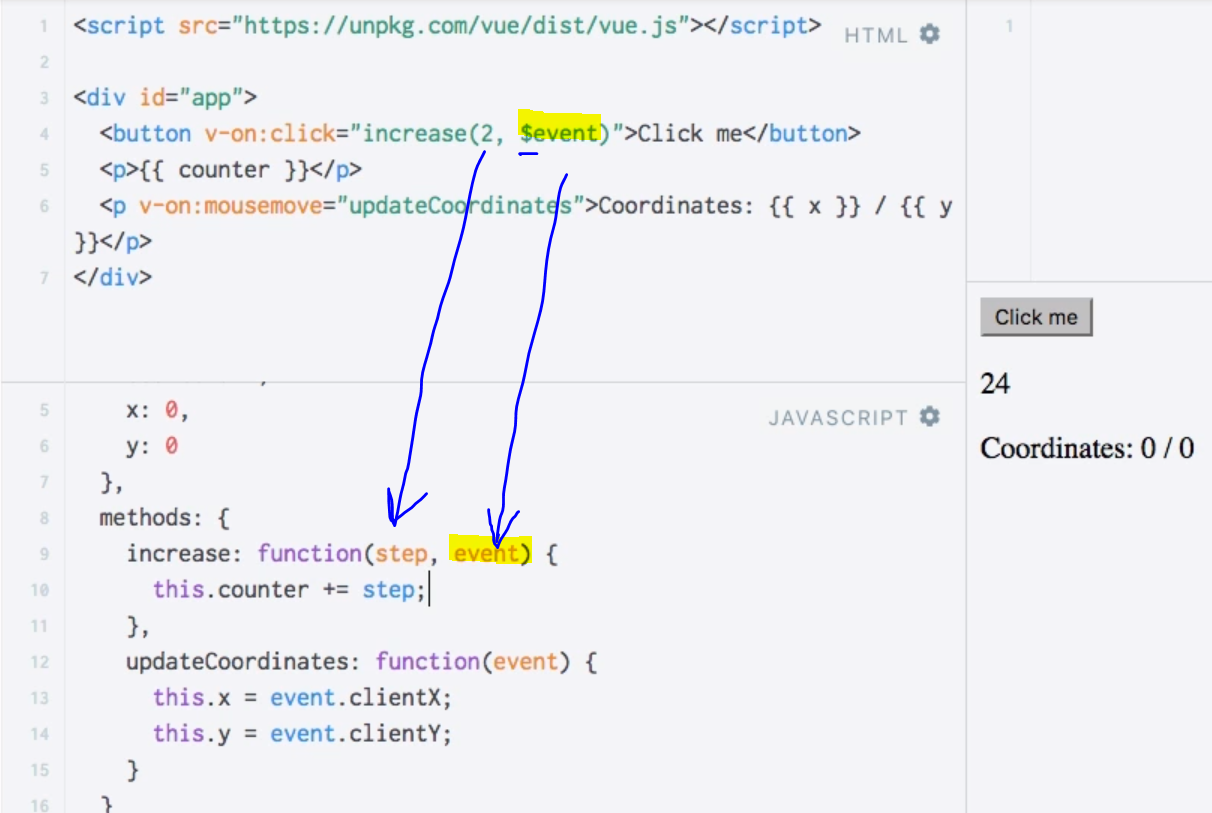 1 <script src="https://unpkg.com/vue/dist/vue.js"></script>
HTML
2
3 <div id="app">
4 <button v-on:click="increase(2, $event)">Click me</button>
5 <p>{{ counter }}</p>
6 <p v-on:mousemove="updateCoordinates">Coordinates: {{ x }} / {{ y
}}</p>
7 </div>
5 x: 0,
JAVASCRIPT
6 y: 0
7 },
8 methods: {
9 increase: function(step, event) {
10 this.counter += step;
11 },
12 updateCoordinates: function(event) {
13 this.x = event.clientX;
14 this.y = event.clientY;
15 }
16 }
1
Click me
24
Coordinates: 0 / 0